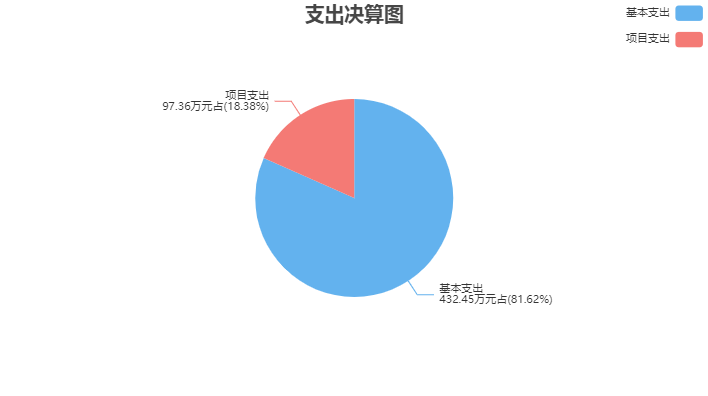 支出决算图
基本支出
项目支出
项目支出
97.36万元占(18.38%)
基本支出
432.45万元占(81.62%)